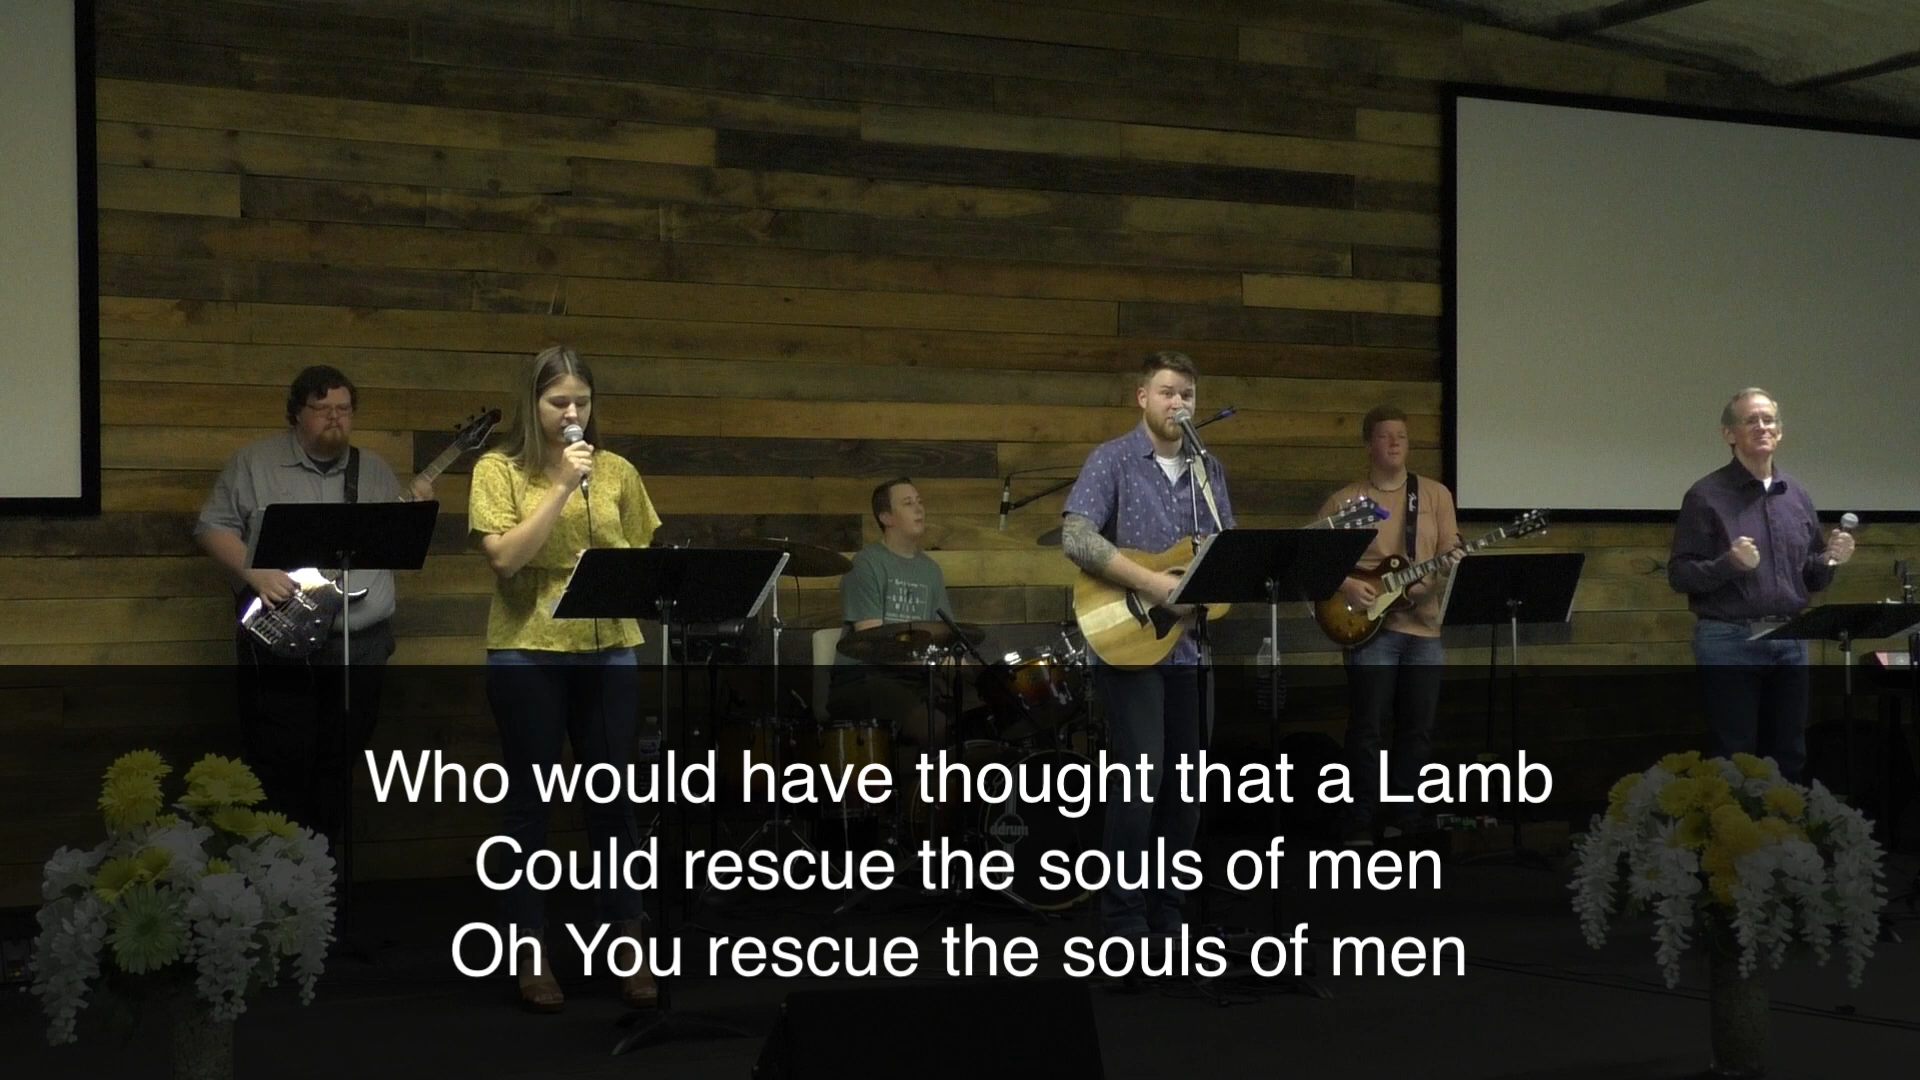 Who would have thought that a Lamb
Could rescue the souls of men
Oh You rescue the souls of men
ddrum